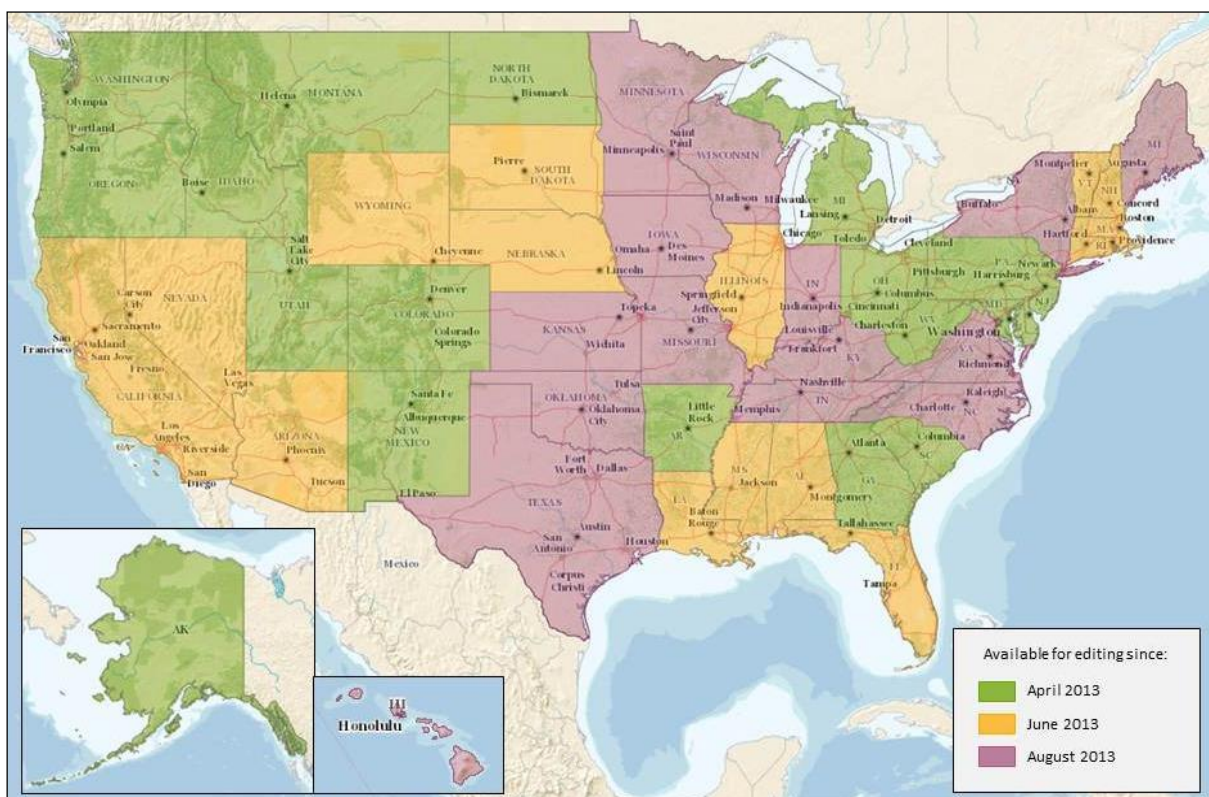 WASHINGTON
Olympia
Portland
Salem
OREGON
Boise
IDAHO
Helena
MONTANA
NORTH
DAKOTA
Bismarck
Pierre
SOUTH
DAKOTA
WYOMING
Cheyenne
NEBRASKA
Lincoln
MINNESOTA
Saint
Paul
Minneapolis
WISCONSIN
Madison
Milwaukee
MI
Lansing
Detroit
Chicago
Toledo
IOWA
Omaha
Des
Moines
ILLINOIS
Springfield
IN
Indianapolis
OH
Columbus
Cincinnati
Cleveland
Pittsburgh
PA
Harrisburg
Newark
NJ
MD
Washington
WV
Charleston
VA
Richmond
Louisville
Frankfort
KY
Buffalo
Albany
Montpelier
VT
NH
Augusta
MI
Concord
Boston
MA
Hartford
RI
Providence
Salt
Lake
City
UTAH
NEVADA
Carson
City
Sacramento
San
Francisco
Oakland
San Jose
Fresno
CALIFORNIA
Las
Vegas
Los
Angeles
CA
Riverside
San
Diego
ARIZONA
Phoenix
Tucson
Denver
COLORADO
Colorado
Springs
Santa Fe
Albuquerque
NEW
MEXICO
El Paso
KANSAS
Topeka
Wichita
Jefferson
City
MISSOURI
Tulsa
OKLAHOMA
Oklahoma
City
AR
Little
Rock
Memphis
Nashville
TN
Raleigh
Charlotte
NC
Columbia
SC
Atlanta
Fort
Worth
Dallas
TEXAS
Austin
San
Antonio
Houston
Corpus
Christi
LA
Baton
Rouge
MS
Jackson
Al
Montgomery
Tallahassee
Tampa
Mexico
AK
HI
Honolulu
Available for editing since:
April 2013
June 2013
August 2013